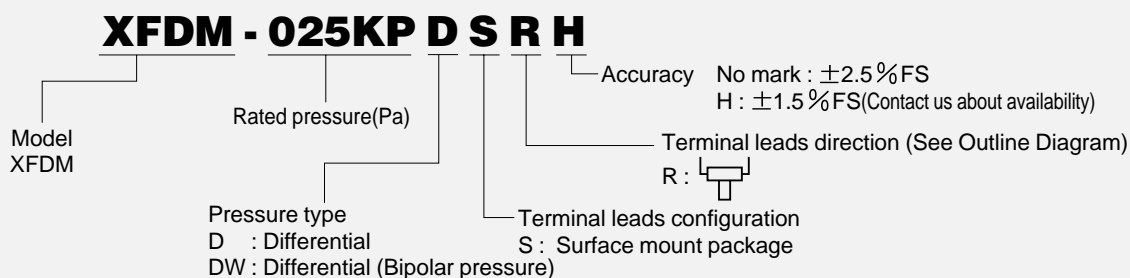 XFDM - 025KP D S R H
Accuracy No mark : ±2.5%FS
H : ±1.5%FS(Contact us about availability)
Rated pressure(Pa)
Model
XFDM
Terminal leads direction (See Outline Diagram)
R :
Pressure type
D : Differential
DW : Differential (Bipolar pressure)
Terminal leads configuration
S : Surface mount package